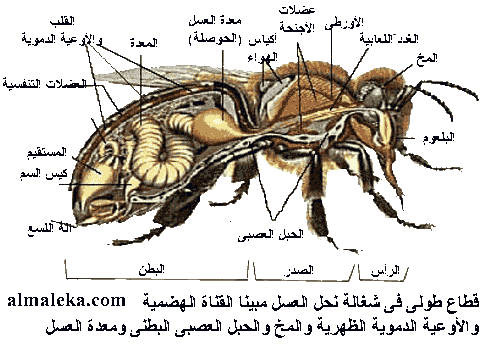 القلب
والأوعية الدموية
المعدة
معدة العسل
(الحوصلة)
أكياس
الهواء
عضلات
الأجنحة
الأورطى
الغدد اللعابية
المخ
العضلات التنفسية
البلعوم
المستقيم
كيس السم
آلة اللسع
الحبل العصبى
البطن
الصدر
الرأس
قطاع طولى فى شغالة نحل العسل مبينا القناة الهضمية almaleka.com
والأوعية الدموية الظهرية والمخ والحبل العصبى البطنى ومعدة العسل